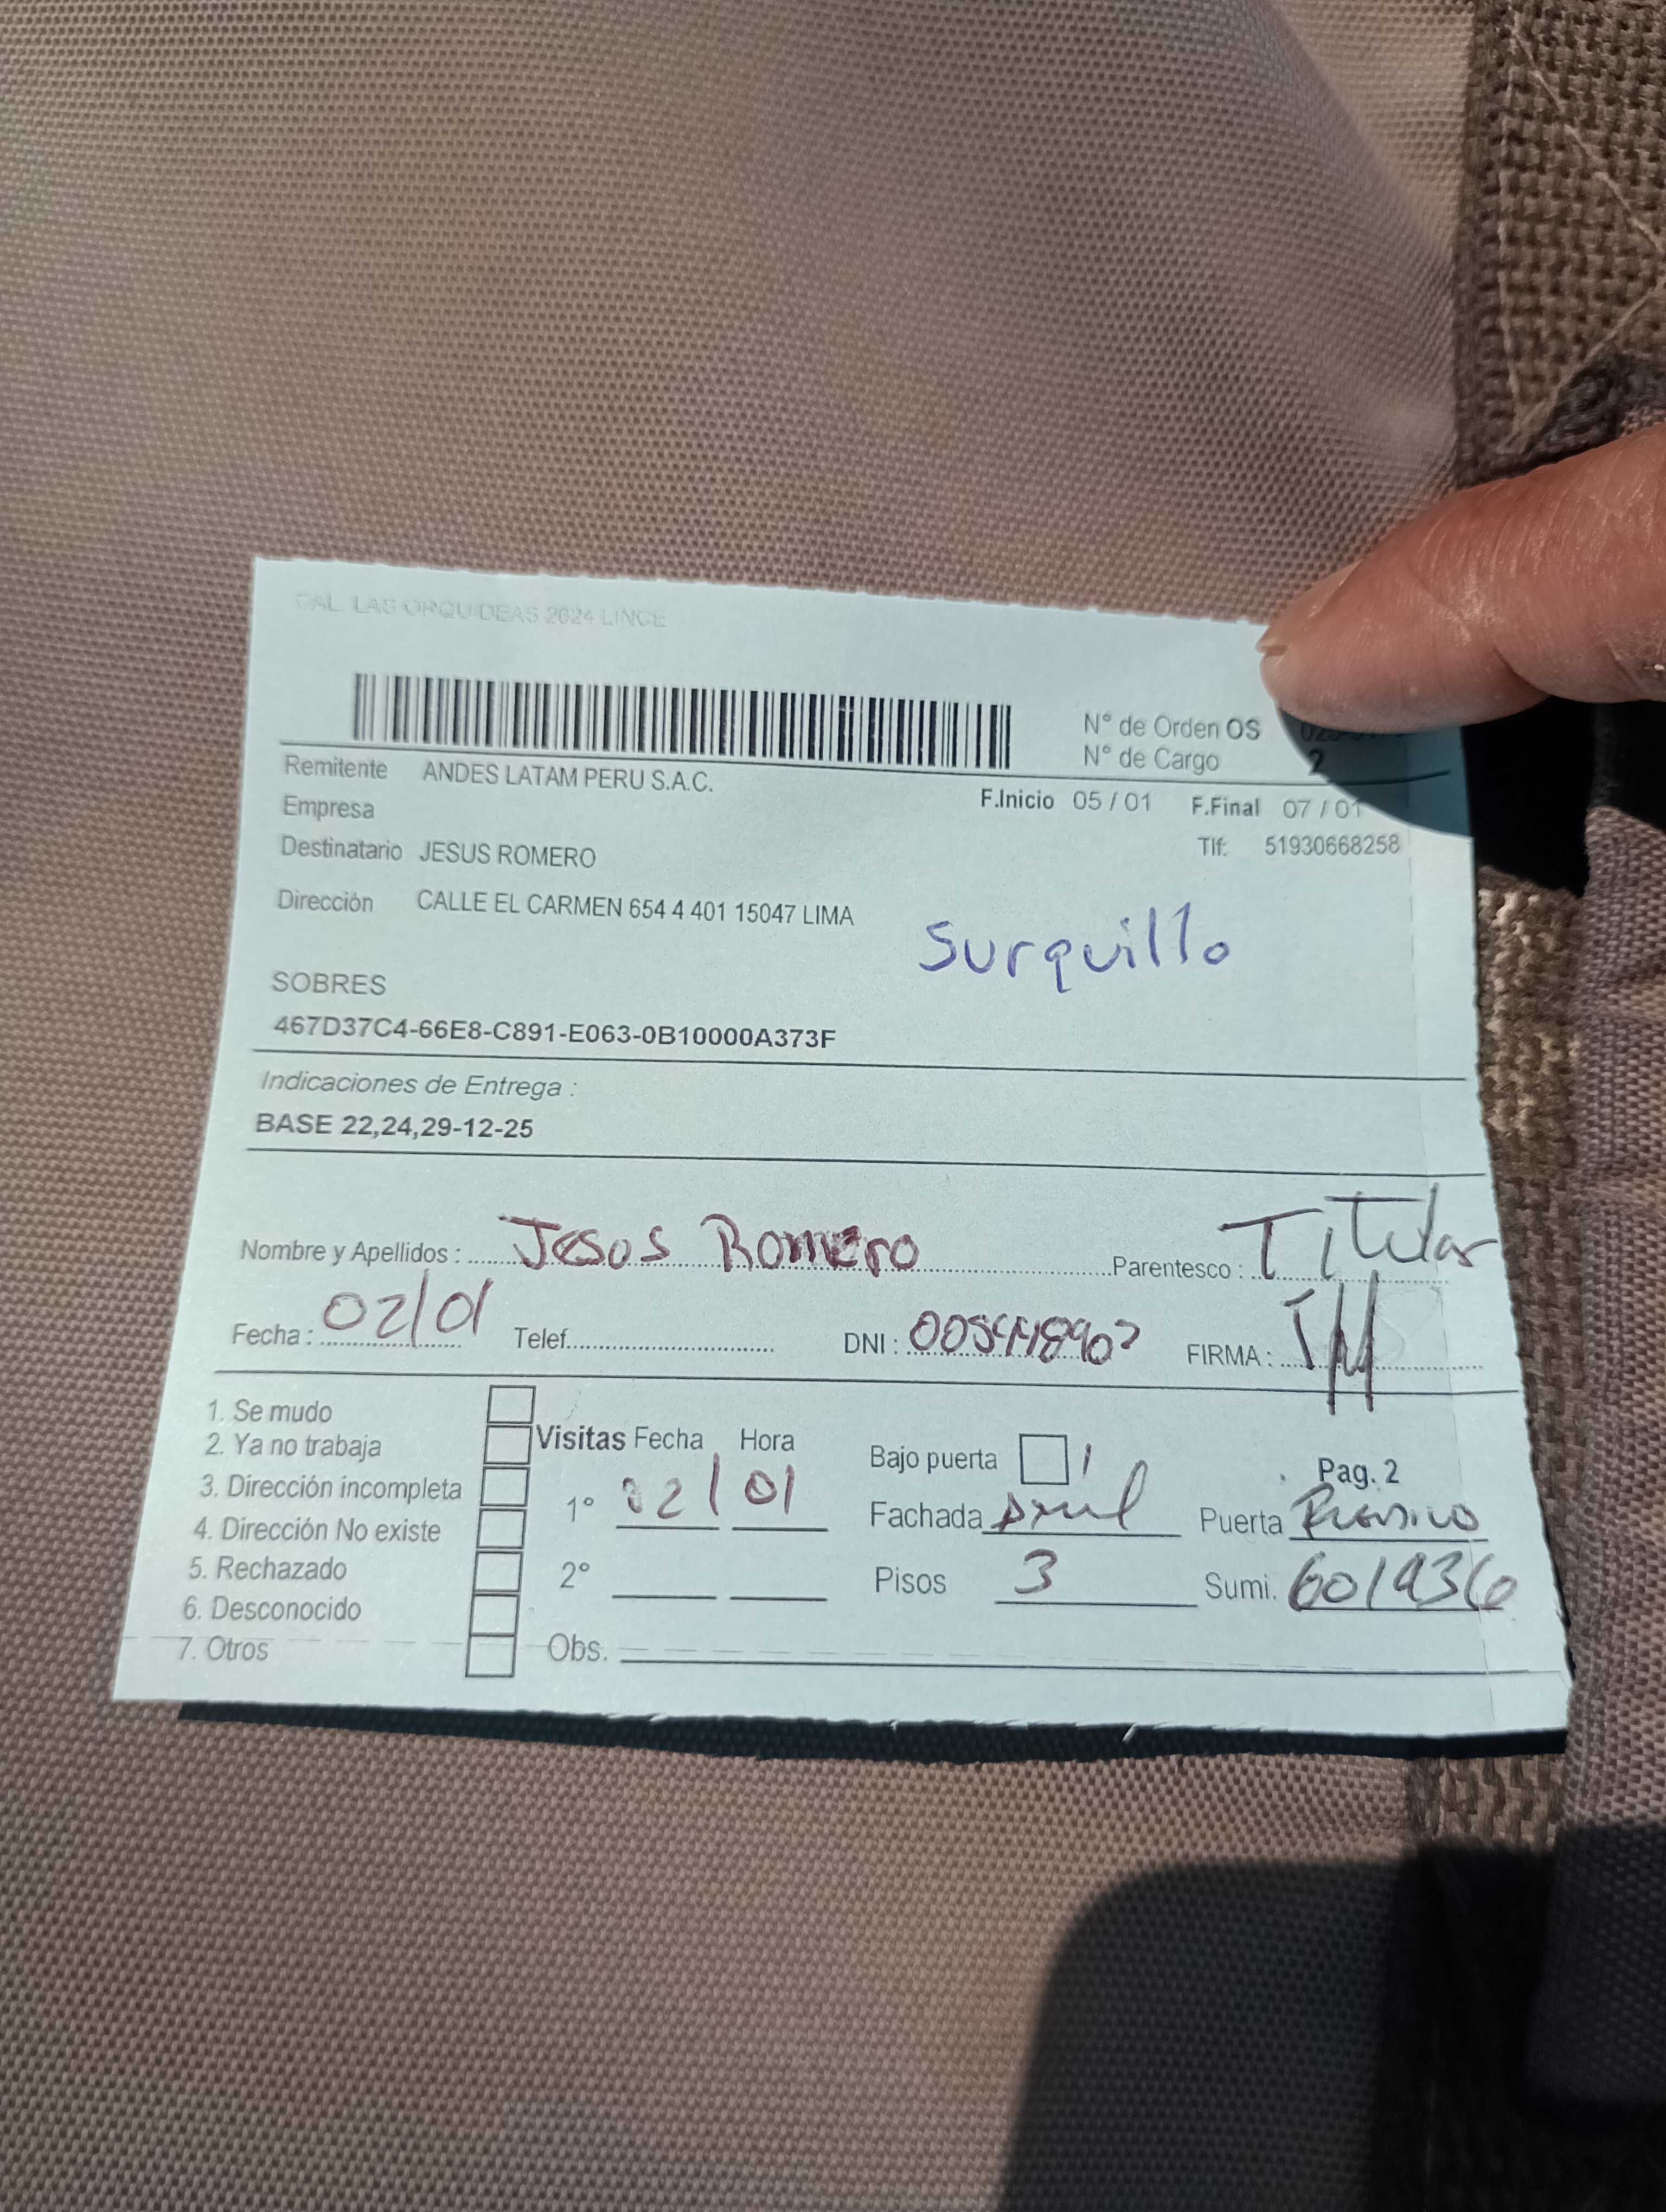 CAL. LAS ORQUIDEAS 2624 LINCE
N° de Orden OS
N° de Cargo 2
Remitente ANDES LATAM PERU S.A.C.
F.Inicio 05 / 01 F.Final 07 / 01
Empresa
Tlf: 51930668258
Destinatario JESUS ROMERO
Dirección CALLE EL CARMEN 654 4 401 15047 LIMA
Surquillo
SOBRES
467D37C4-66E8-C891-E063-0B10000A373F
Indicaciones de Entrega :
BASE 22,24,29-12-25
Nombre y Apellidos : Jesos Romero Parentesco : Titular
Fecha : 02/01 Telef. DNI : FIRMA :
1. Se mudo
2. Ya no trabaja
3. Dirección incompleta
4. Dirección No existe
5. Rechazado
6. Desconocido
7. Otros
Visitas Fecha Hora
1° 02/01
2°
Obs.
Bajo puerta
Pag. 2
Fachada Puerta
Pisos 3 Sumi.